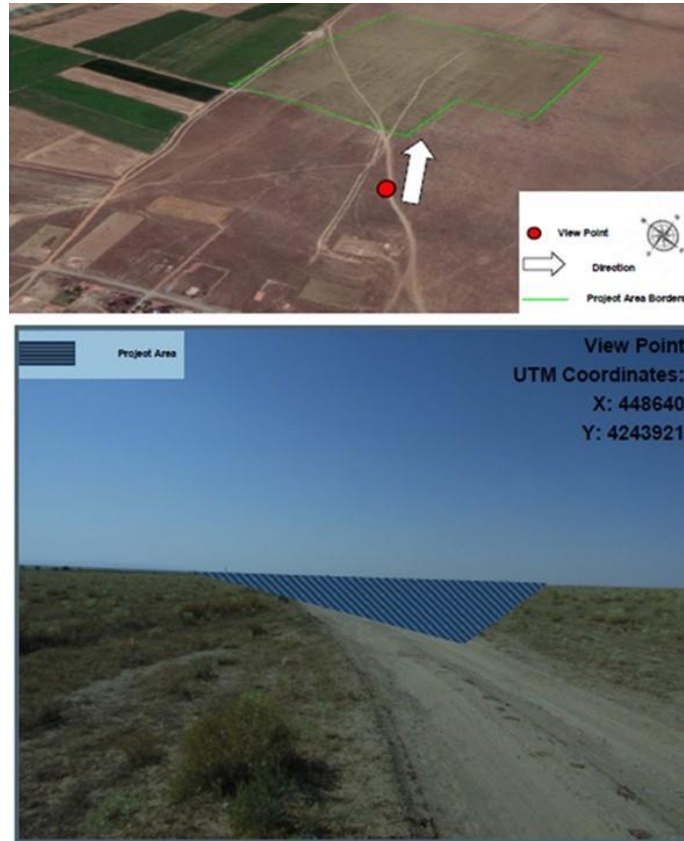 View Point
Direction
Project Area Borders
Project Area
View Point
UTM Coordinates:
X: 448640
Y: 4243921